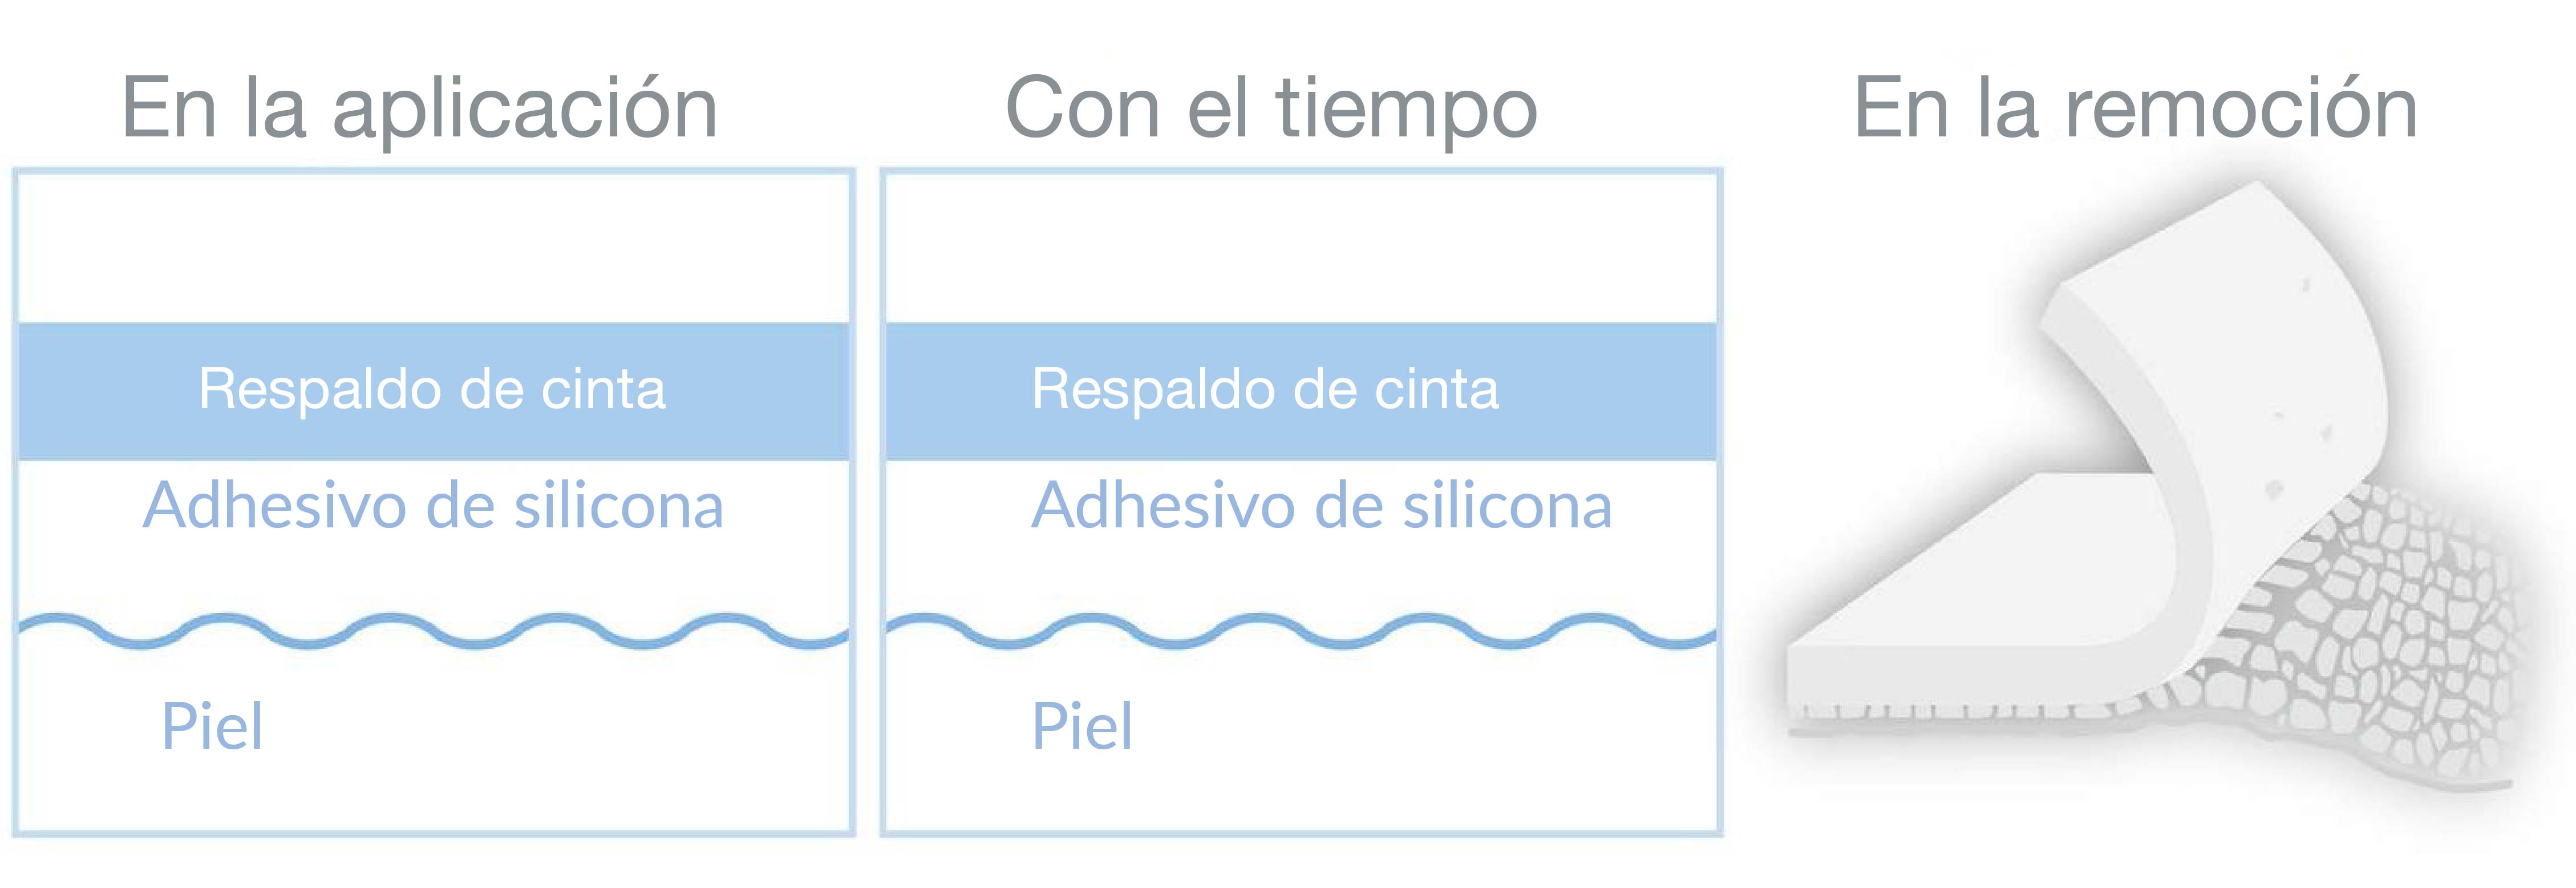 En la aplicación
Con el tiempo
En la remoción
Respaldo de cinta
Respaldo de cinta
Adhesivo de silicona
Adhesivo de silicona
Piel
Piel